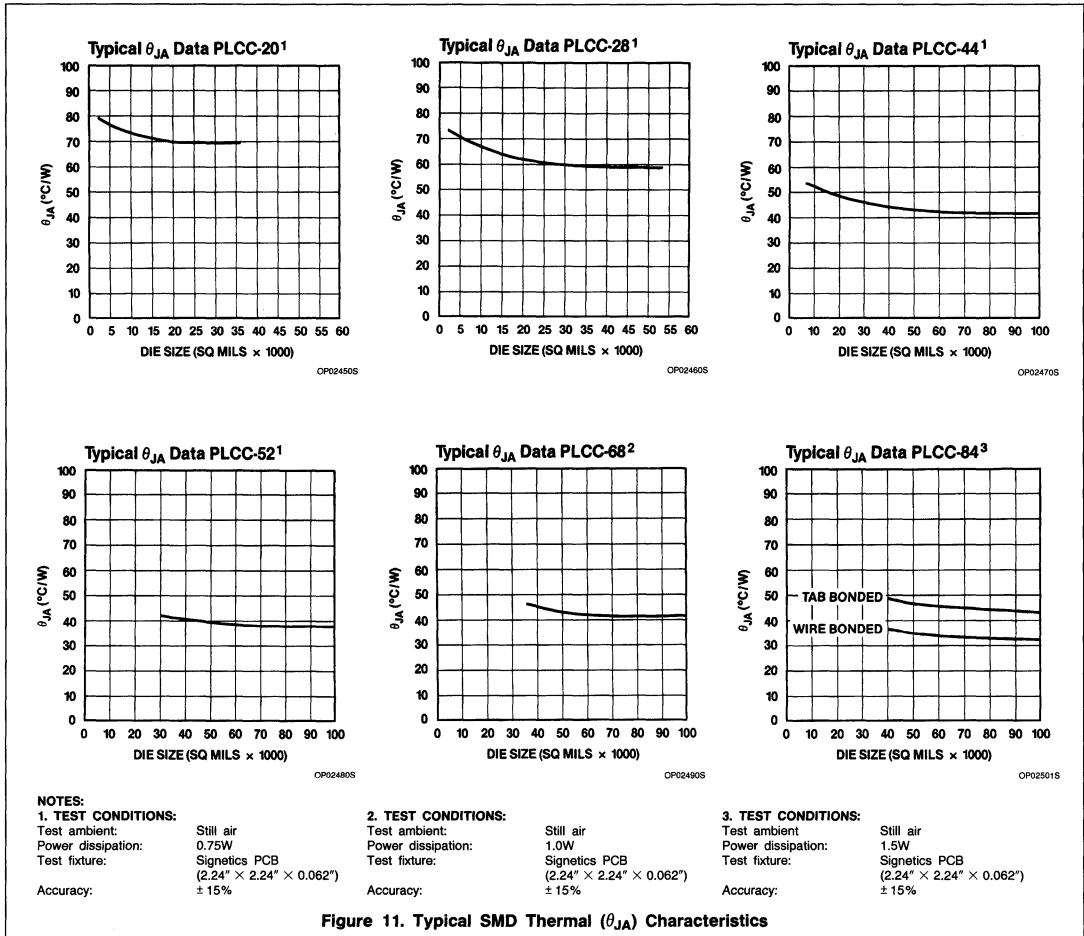 Typical θJA Data PLCC-20¹
100
90
80
70
60
50
40
30
20
10
0
θJA (°C/W)
0 5 10 15 20 25 30 35 40 45 50 55 60
DIE SIZE (SQ MILS × 1000)
OP02450S
Typical θJA Data PLCC-28¹
100
90
80
70
60
50
40
30
20
10
0
θJA (°C/W)
0 5 10 15 20 25 30 35 40 45 50 55 60
DIE SIZE (SQ MILS × 1000)
OP02460S
Typical θJA Data PLCC-44¹
100
90
80
70
60
50
40
30
20
10
0
θJA (°C/W)
0 10 20 30 40 50 60 70 80 90 100
DIE SIZE (SQ MILS × 1000)
OP02470S
Typical θJA Data PLCC-52¹
100
90
80
70
60
50
40
30
20
10
0
θJA (°C/W)
0 10 20 30 40 50 60 70 80 90 100
DIE SIZE (SQ MILS × 1000)
OP02480S
Typical θJA Data PLCC-68²
100
90
80
70
60
50
40
30
20
10
0
θJA (°C/W)
0 10 20 30 40 50 60 70 80 90 100
DIE SIZE (SQ MILS × 1000)
OP02490S
Typical θJA Data PLCC-84³
100
90
80
70
60
50
40
30
20
10
0
θJA (°C/W)
TAB BONDED
WIRE BONDED
0 10 20 30 40 50 60 70 80 90 100
DIE SIZE (SQ MILS × 1000)
OP02501S
NOTES:
1. TEST CONDITIONS:
Test ambient: Still air
Power dissipation: 0.75W
Test fixture: Signetics PCB
(2.24″ × 2.24″ × 0.062″)
Accuracy: ± 15%
2. TEST CONDITIONS:
Test ambient: Still air
Power dissipation: 1.0W
Test fixture: Signetics PCB
(2.24″ × 2.24″ × 0.062″)
Accuracy: ± 15%
3. TEST CONDITIONS:
Test ambient Still air
Power dissipation: 1.5W
Test fixture: Signetics PCB
(2.24″ × 2.24″ × 0.062″)
Accuracy: ± 15%
Figure 11. Typical SMD Thermal (θJA) Characteristics